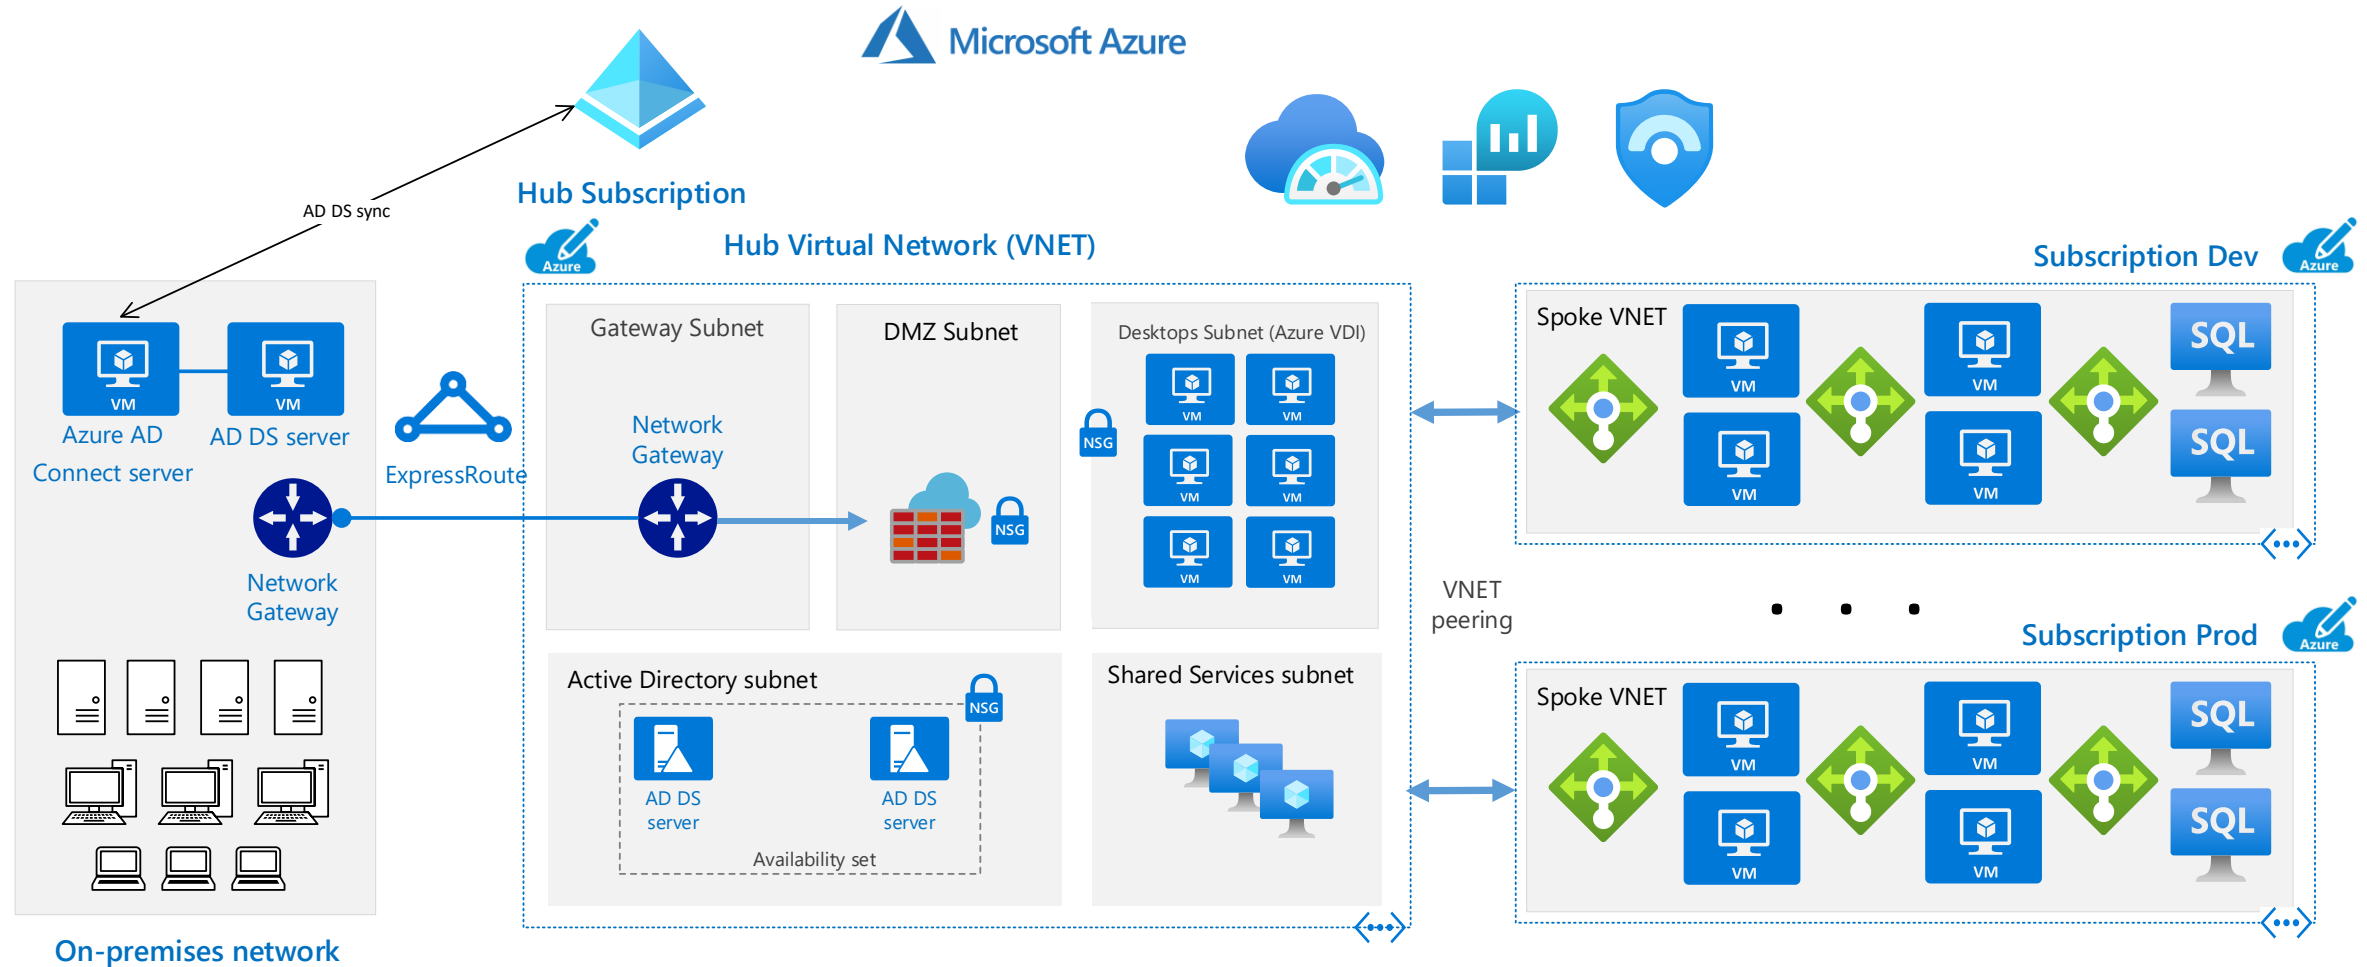 Microsoft Azure
Hub Subscription
AD DS sync
Azure
Hub Virtual Network (VNET)
Subscription Dev
Azure
VM
VM
Azure AD
Connect server
AD DS server
Network
Gateway
On-premises network
ExpressRoute
Gateway Subnet
Network
Gateway
DMZ Subnet
NSG
Desktops Subnet (Azure VDI)
NSG
VM
VM
VM
VM
VM
VM
Active Directory subnet
NSG
AD DS
server
AD DS
server
Availability set
Shared Services subnet
VNET
peering
Spoke VNET
VM
VM
SQL
VM
VM
SQL
. . .
Subscription Prod
Azure
Spoke VNET
VM
VM
SQL
VM
VM
SQL